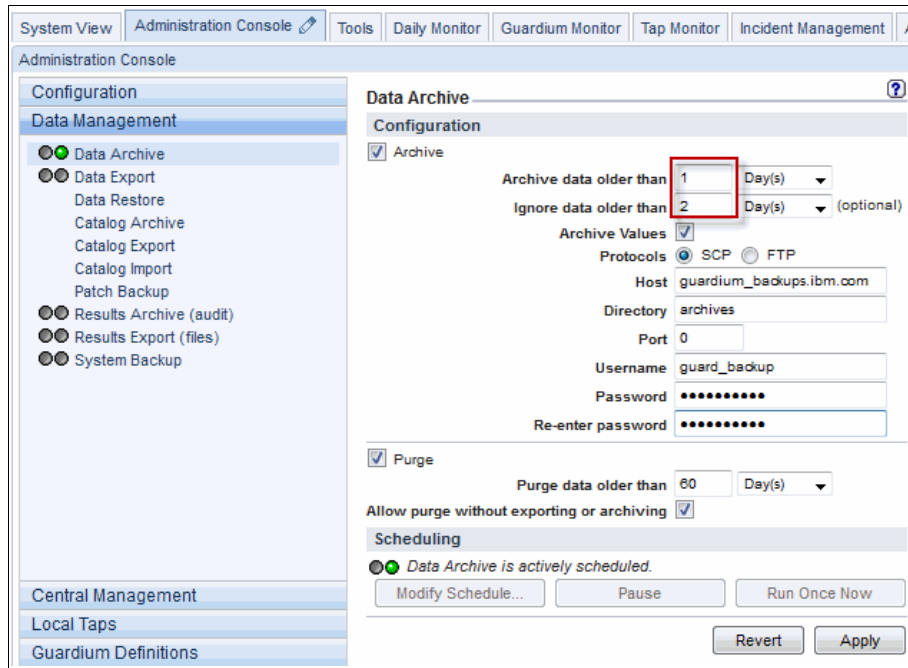 System View Administration Console Tools Daily Monitor Guardium Monitor Tap Monitor Incident Management
Administration Console
Configuration
Data Management
Data Archive
Data Export
Data Restore
Catalog Archive
Catalog Export
Catalog Import
Patch Backup
Results Archive (audit)
Results Export (files)
System Backup
Central Management
Local Taps
Guardium Definitions
Data Archive ?
Configuration
Archive
Archive data older than 1 Day(s)
Ignore data older than 2 Day(s) (optional)
Archive Values
Protocols SCP FTP
Host guardium_backups.ibm.com
Directory archives
Port 0
Username guard_backup
Password ••••••••••
Re-enter password ••••••••••
Purge
Purge data older than 60 Day(s)
Allow purge without exporting or archiving
Scheduling
Data Archive is actively scheduled.
Modify Schedule... Pause Run Once Now
Revert Apply